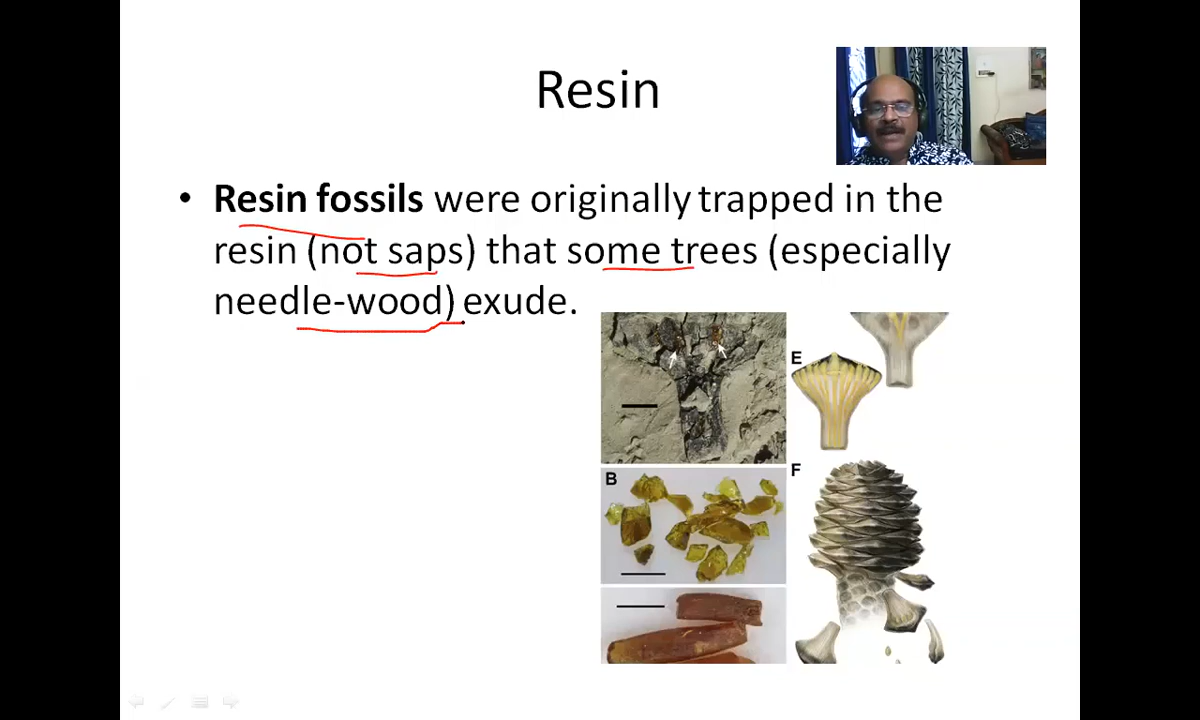 Resin
• Resin fossils were originally trapped in the
resin (not saps) that some trees (especially
needle-wood) exude.
E
B
F